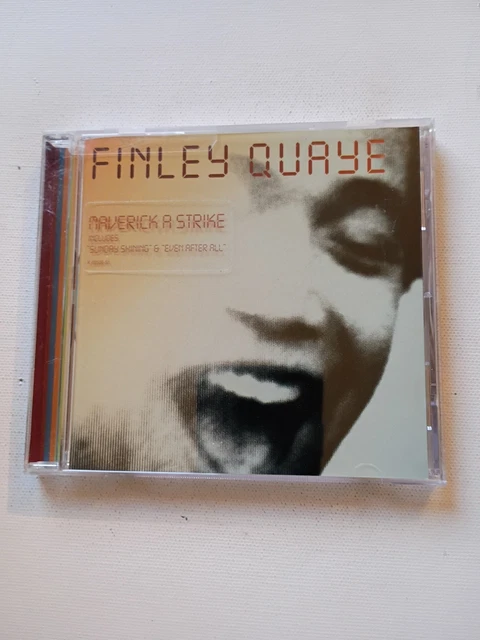 FINLEY QUAYE
MAVERICK A STRIKE
INCLUDES
"SUNDAY SHINING" & "EVEN AFTER ALL"